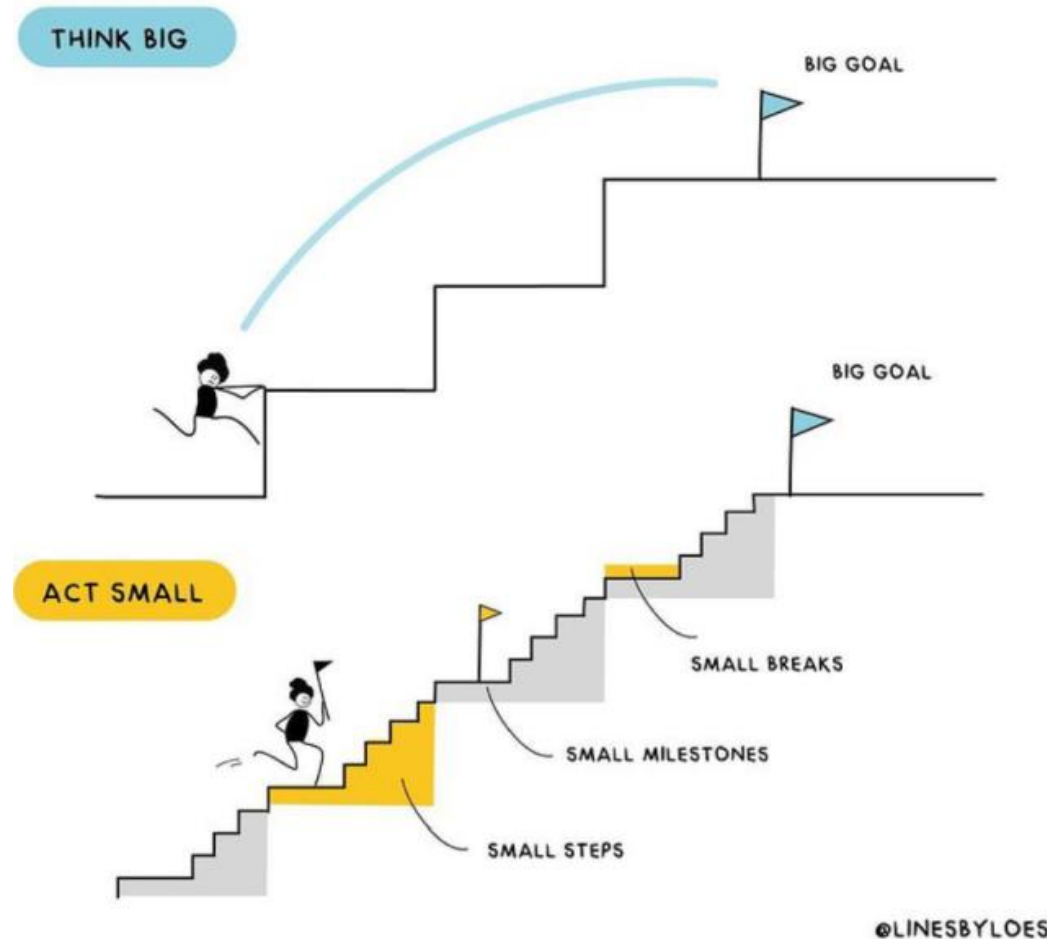 THINK BIG
BIG GOAL
BIG GOAL
ACT SMALL
SMALL BREAKS
SMALL MILESTONES
SMALL STEPS
@LINESBYLOES